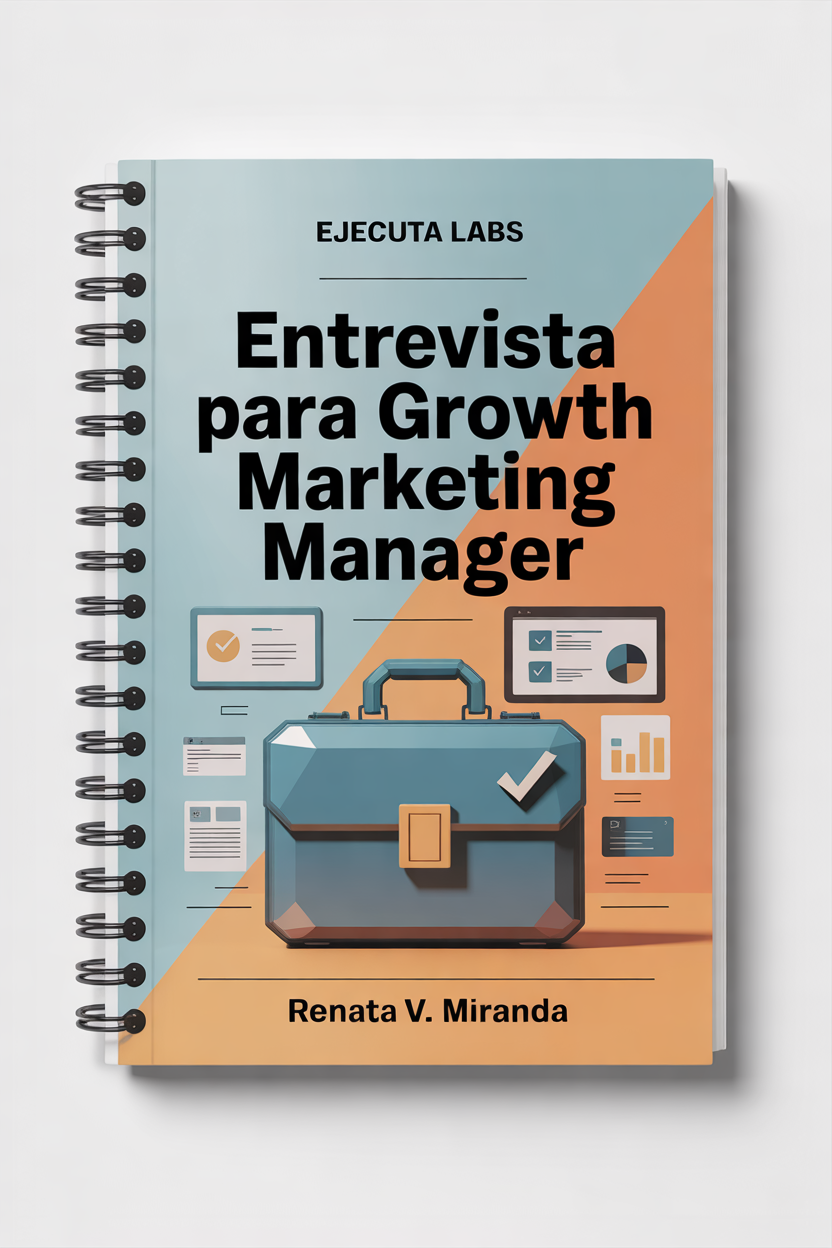 EJECUTA LABS
Entrevista
para Growth
Marketing
Manager
Renata V. Miranda